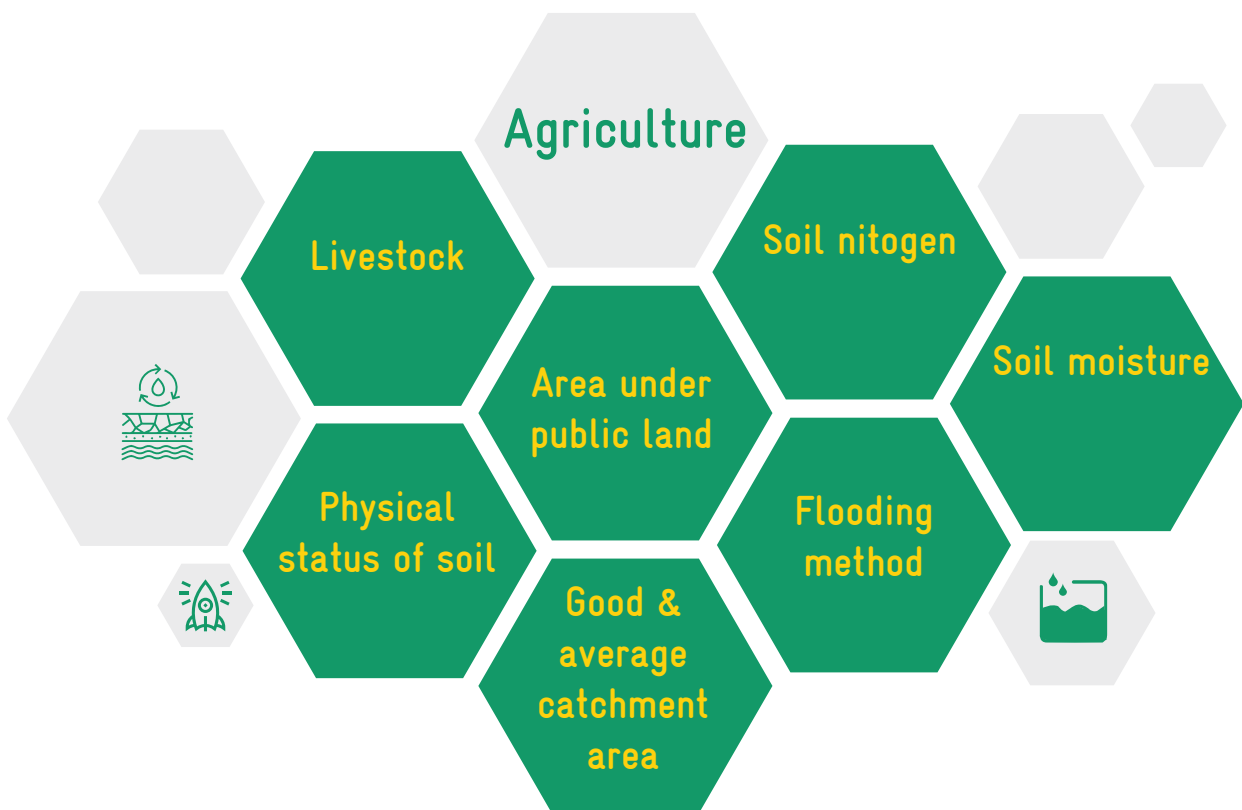 Agriculture
Livestock
Soil nitogen
Soil moisture
Area under
public land
Physical
status of soil
Flooding
method
Good &
average
catchment
area